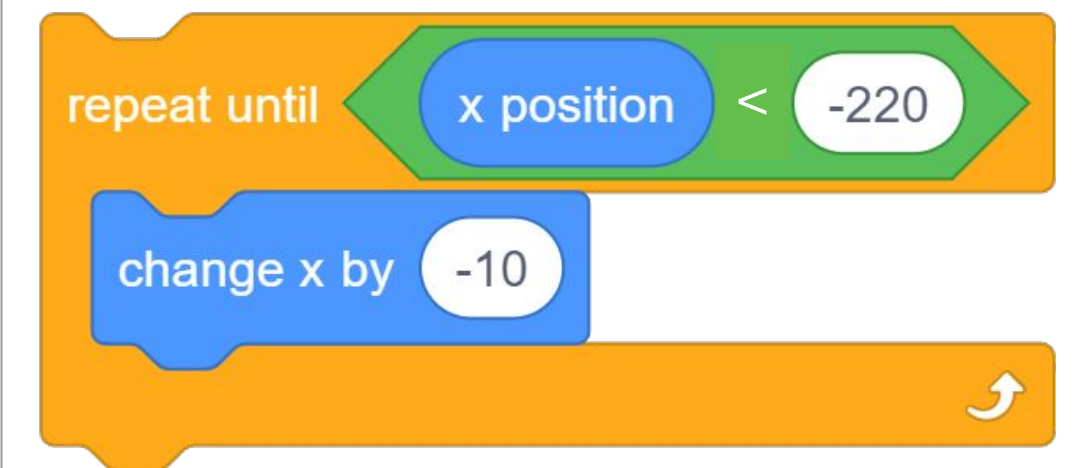 repeat until x position < -220
change x by -10